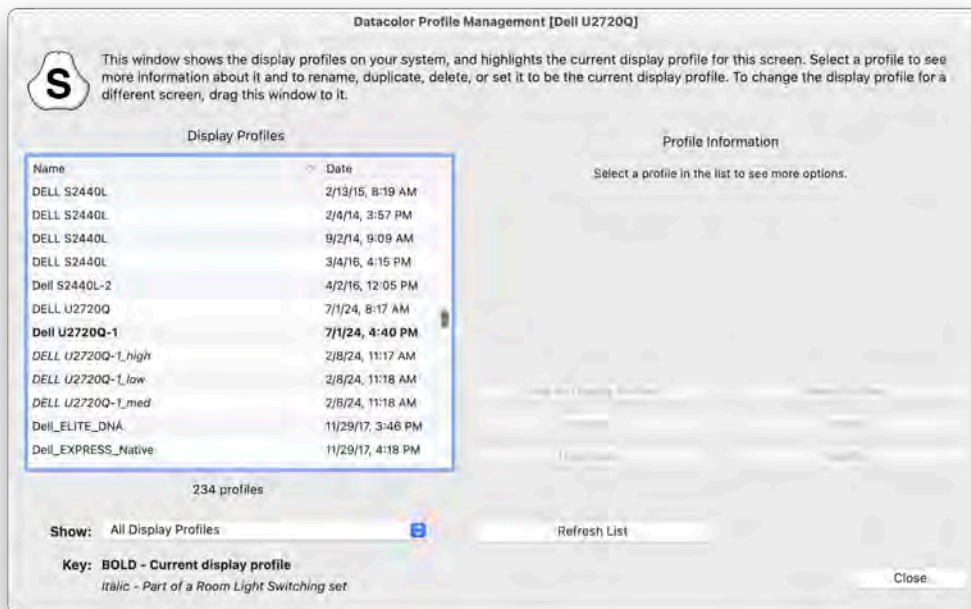 Datacolor Profile Management [Dell U2720Q]
S
This window shows the display profiles on your system, and highlights the current display profile for this screen. Select a profile to see
more information about it and to rename, duplicate, delete, or set it to be the current display profile. To change the display profile for a
different screen, drag this window to it.
Display Profiles
Profile Information
Select a profile in the list to see more options.
Name Date
DELL S2440L 2/13/15, 8:19 AM
DELL S2440L 2/4/14, 3:57 PM
DELL S2440L 9/2/14, 9:09 AM
DELL S2440L 3/4/16, 4:15 PM
Dell S2440L-2 4/2/16, 12:05 PM
DELL U2720Q 7/1/24, 8:17 AM
Dell U2720Q-1 7/1/24, 4:40 PM
DELL U2720Q-1_high 2/8/24, 11:17 AM
DELL U2720Q-1_low 2/8/24, 11:18 AM
DELL U2720Q-1_med 2/8/24, 11:18 AM
Dell_ELITE_DNA 11/29/17, 3:46 PM
Dell_EXPRESS_Native 11/29/17, 4:18 PM
234 profiles
Show: All Display Profiles
Refresh List
Key: BOLD - Current display profile
Italic - Part of a Room Light Switching set
Close